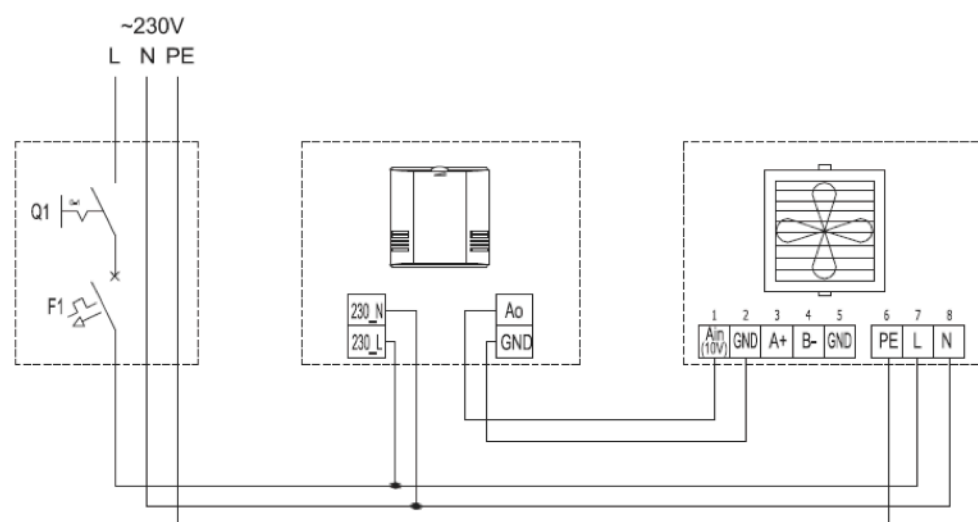 ~230V
L N PE
Q1
F1
230_N
230_L
Ao
GND
1 2 3 4 5 6 7 8
Ain (10V) GND A+ B- GND PE L N